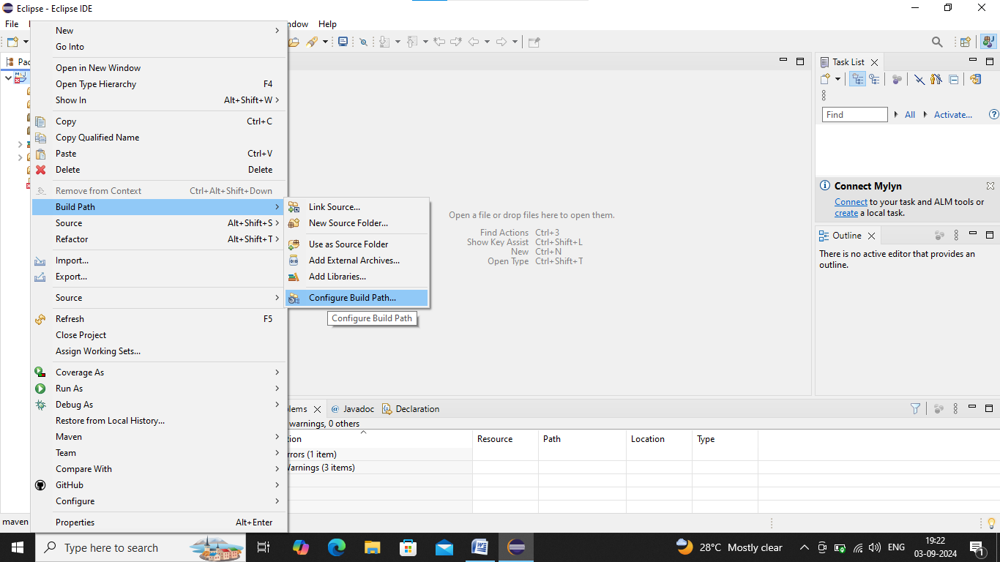 Eclipse - Eclipse IDE
File
Help
New
Go Into
Open in New Window
Open Type Hierarchy F4
Show In Alt+Shift+W
Copy Ctrl+C
Copy Qualified Name
Paste Ctrl+V
Delete Delete
Remove from Context Ctrl+Alt+Shift+Down
Build Path
Source Alt+Shift+S
Refactor Alt+Shift+T
Import...
Export...
Source
Refresh F5
Close Project
Assign Working Sets...
Coverage As
Run As
Debug As
Restore from Local History...
Maven
Team
Compare With
GitHub
Configure
Properties Alt+Enter
Link Source...
New Source Folder...
Use as Source Folder
Add External Archives...
Add Libraries...
Configure Build Path...
Configure Build Path
Open a file or drop files here to open them.
Find Actions Ctrl+3
Show Key Assist Ctrl+Shift+L
New Ctrl+N
Open Type Ctrl+Shift+T
Task List
Find All Activate...
Connect Mylyn
Connect to your task and ALM tools or
create a local task.
Outline
There is no active editor that provides an
outline.
@ Javadoc Declaration
warnings, 0 others
Resource Path Location Type
(1 item)
(3 items)
maven
Type here to search
28°C Mostly clear
ENG
19:22
03-09-2024
1